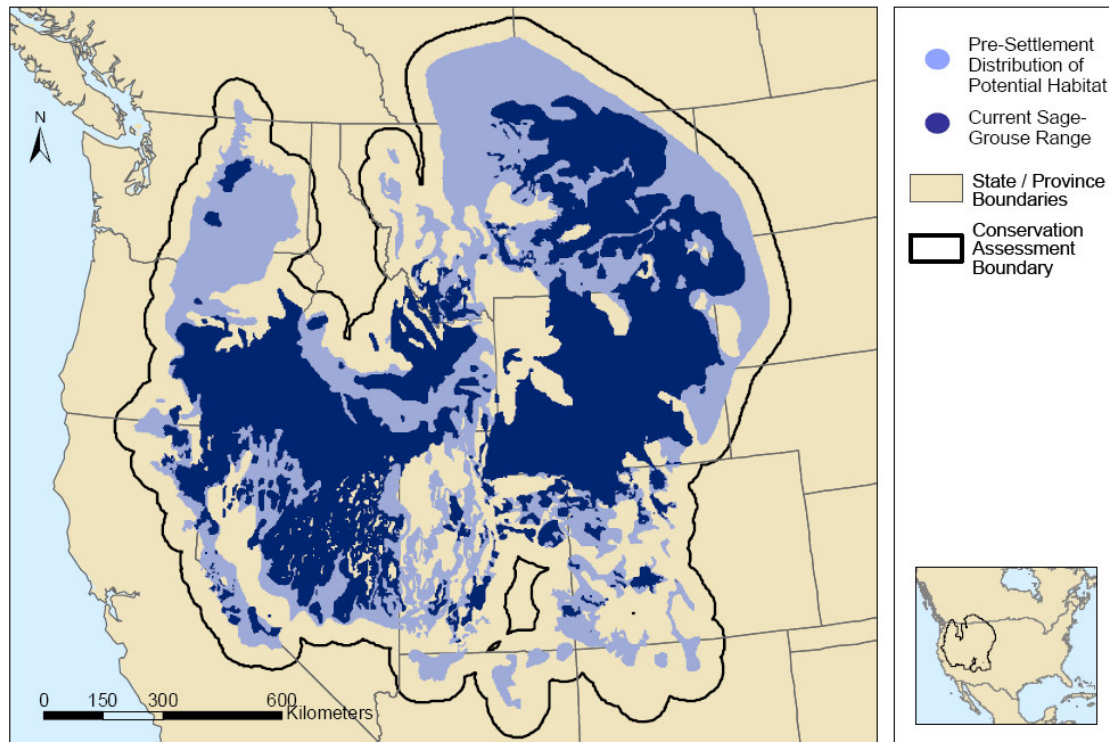 N
0 150 300 600
Kilometers
Pre-Settlement
Distribution of
Potential Habitat
Current Sage-
Grouse Range
State / Province
Boundaries
Conservation
Assessment
Boundary